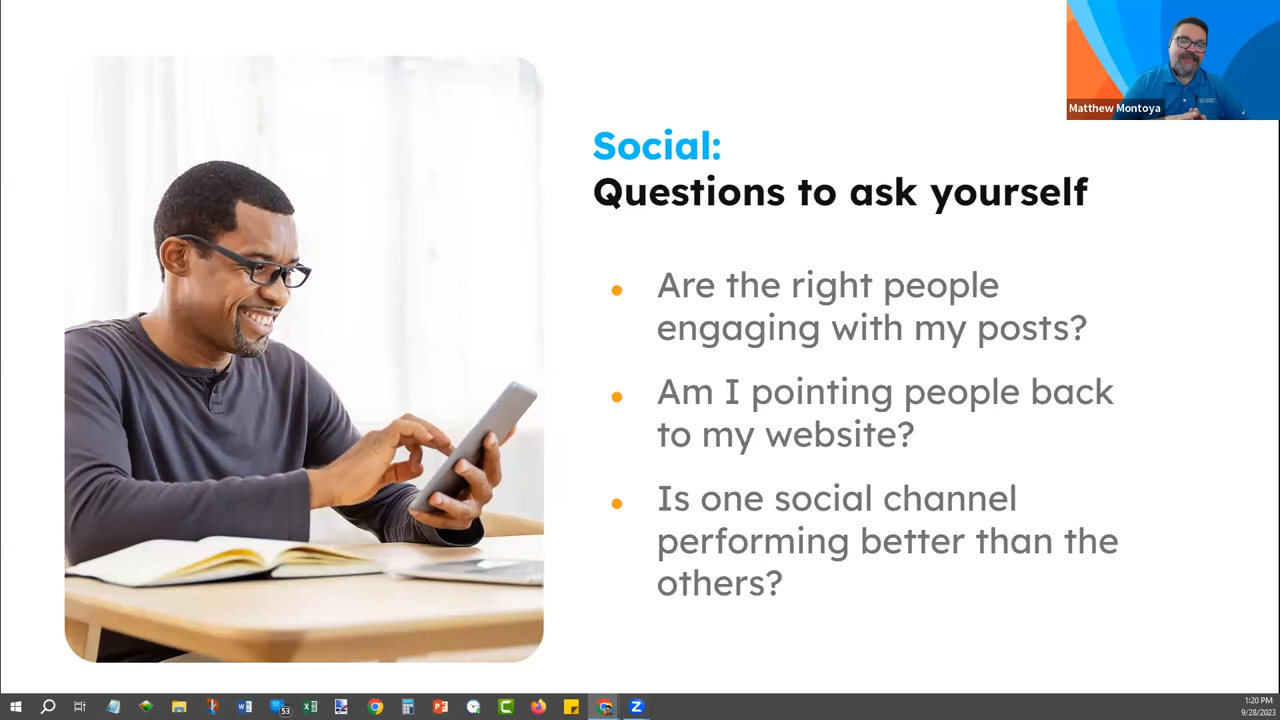 Matthew Montoya
Social:
Questions to ask yourself
Are the right people
engaging with my posts?
Am I pointing people back
to my website?
Is one social channel
performing better than the
others?
53
1:20 PM
9/28/2023